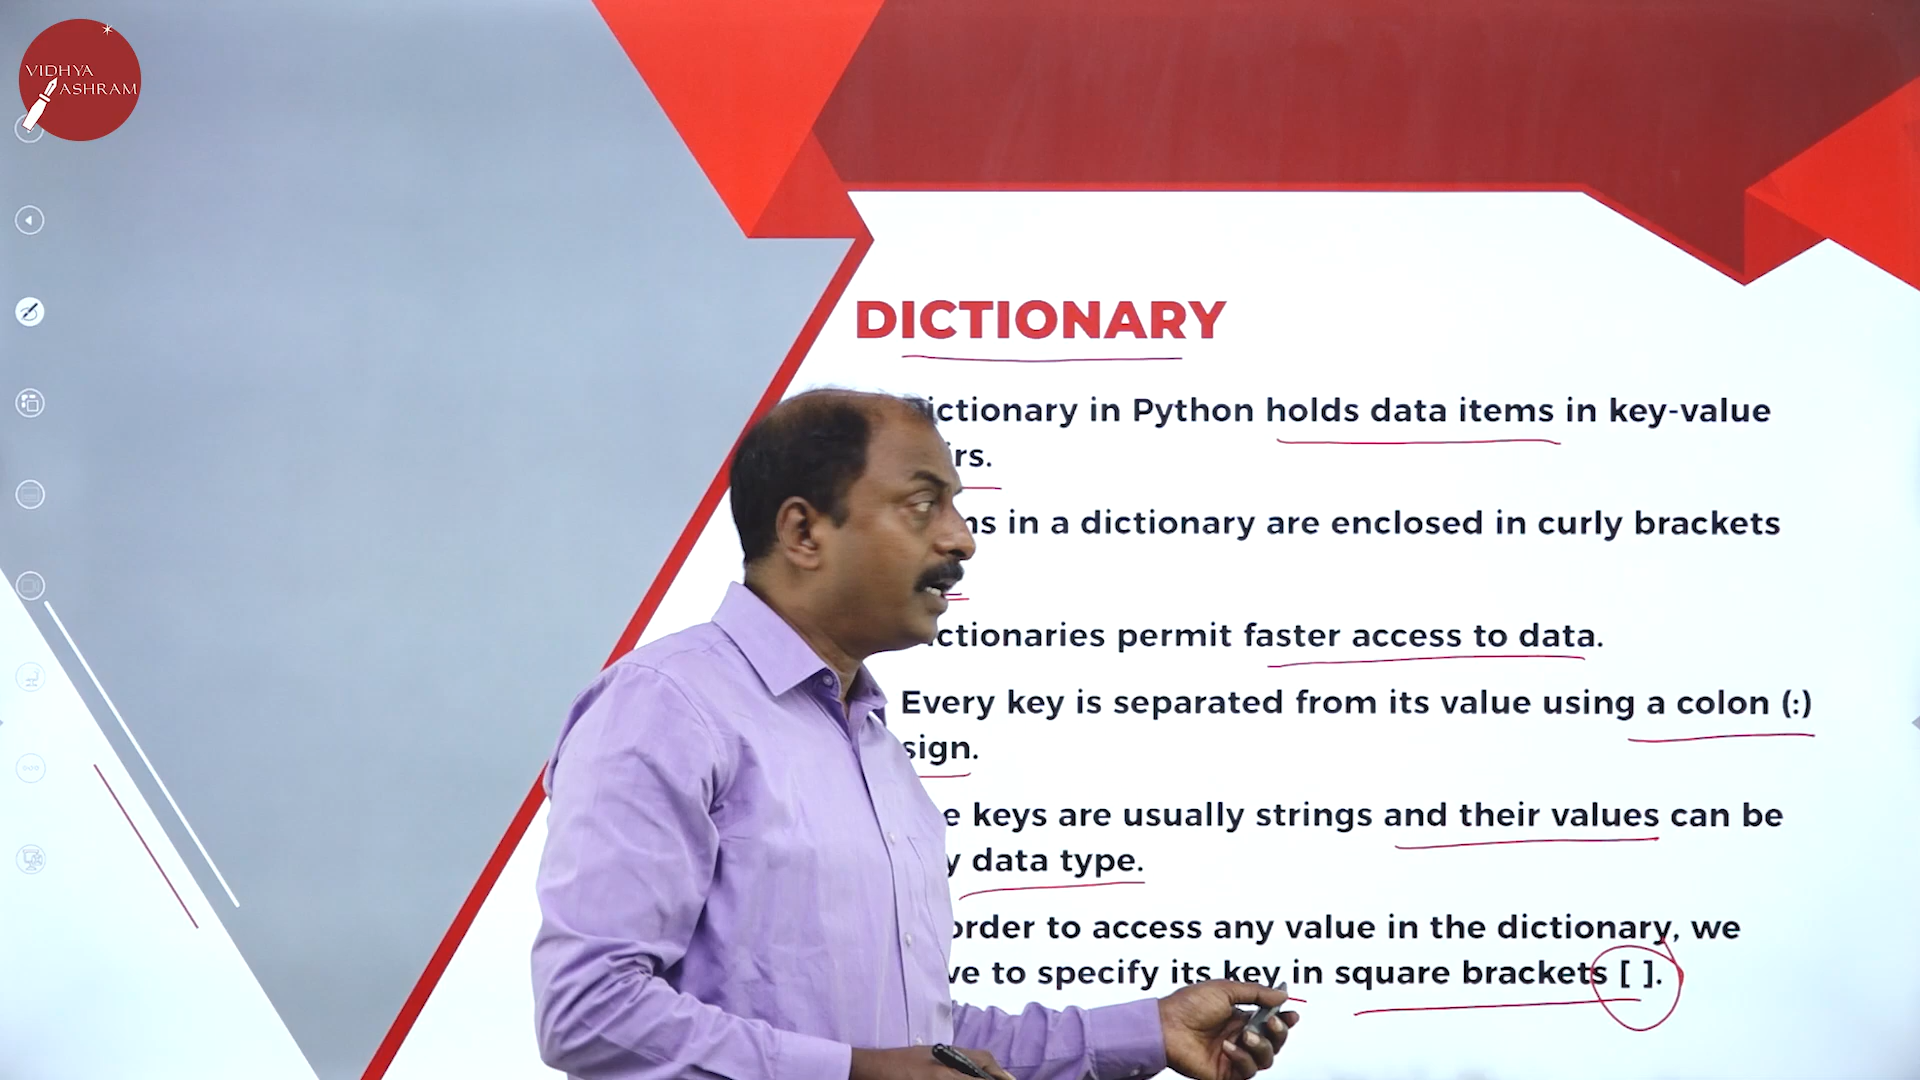 VIDHYA
ASHRAM
DICTIONARY
ictionary in Python holds data items in key-value
rs.
ns in a dictionary are enclosed in curly brackets
ctionaries permit faster access to data.
Every key is separated from its value using a colon (:)
sign.
e keys are usually strings and their values can be
y data type.
order to access any value in the dictionary, we
ve to specify its key in square brackets [ ].